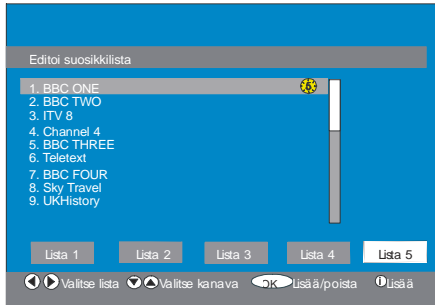 Editoi suosikkilista
1. BBC ONE 5
2. BBC TWO
3. ITV 8
4. Channel 4
5. BBC THREE
6. Teletext
7. BBC FOUR
8. Sky Travel
9. UKHistory
Lista 1 Lista 2 Lista 3 Lista 4 Lista 5
Valitse lista Valitse kanava OK Lisää/poista i Lisää